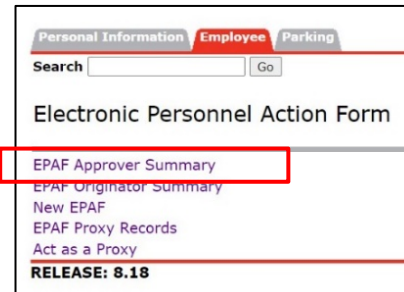 Personal Information Employee Parking
Search Go
Electronic Personnel Action Form
EPAF Approver Summary
EPAF Originator Summary
New EPAF
EPAF Proxy Records
Act as a Proxy
RELEASE: 8.18